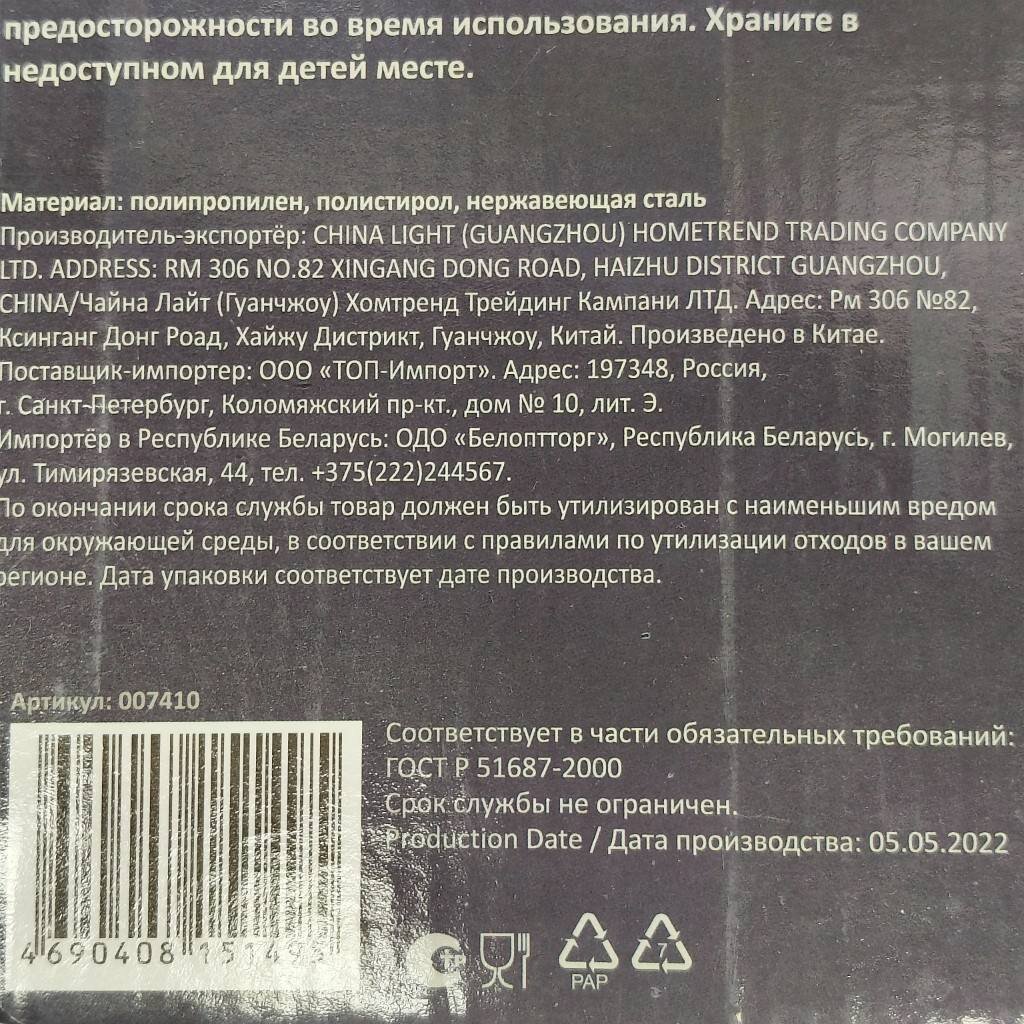 предосторожности во время использования. Храните в
недоступном для детей месте.
Материал: полипропилен, полистирол, нержавеющая сталь
Производитель-экспортёр: CHINA LIGHT (GUANGZHOU) HOMETREND TRADING COMPANY
LTD. ADDRESS: RM 306 NO.82 XINGANG DONG ROAD, HAIZHU DISTRICT GUANGZHOU,
CHINA/Чайна Лайт (Гуанчжоу) Хомтренд Трейдинг Кампани ЛТД. Адрес: Рм 306 №82,
Ксинганг Донг Роад, Хайжу Дистрикт, Гуанчжоу, Китай. Произведено в Китае.
Поставщик-импортер: ООО «ТОП-Импорт». Адрес: 197348, Россия,
г. Санкт-Петербург, Коломяжский пр-кт., дом № 10, лит. Э.
Импортёр в Республике Беларусь: ОДО «Белоптторг», Республика Беларусь, г. Могилев,
ул. Тимирязевская, 44, тел. +375(222)244567.
По окончании срока службы товар должен быть утилизирован с наименьшим вредом
для окружающей среды, в соответствии с правилами по утилизации отходов в вашем
регионе. Дата упаковки соответствует дате производства.
Артикул: 007410
Соответствует в части обязательных требований:
ГОСТ Р 51687-2000
Срок службы не ограничен.
Production Date / Дата производства: 05.05.2022
4 690408 151495
РАР 7